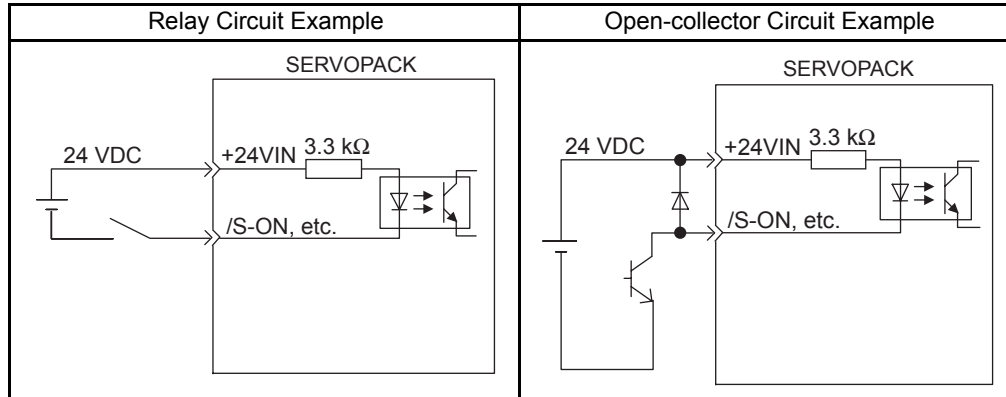 Relay Circuit Example
SERVOPACK
24 VDC
+24VIN
3.3 kΩ
/S-ON, etc.
Open-collector Circuit Example
SERVOPACK
24 VDC
+24VIN
3.3 kΩ
/S-ON, etc.